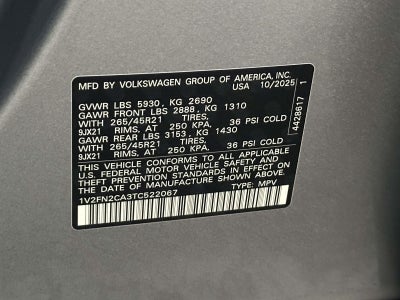 MFD BY VOLKSWAGEN GROUP OF AMERICA, INC.
USA 10/2025
GVWR LBS 5930, KG 2690
GAWR FRONT LBS 2888, KG 1310
WITH 265/45R21 TIRES,
9JX21 RIMS, AT 250 KPA, 36 PSI COLD
GAWR REAR LBS 3153, KG 1430
WITH 265/45R21 TIRES,
9JX21 RIMS, AT 250 KPA, 36 PSI COLD
THIS VEHICLE CONFORMS TO ALL APPLICABLE
U.S. FEDERAL MOTOR VEHICLE SAFETY AND
THEFT PREVENTION STANDARDS IN EFFECT ON
THE DATE OF MANUFACTURE SHOWN ABOVE.
1V2FN2CA3TC522067 TYPE: MPV
4428617 1